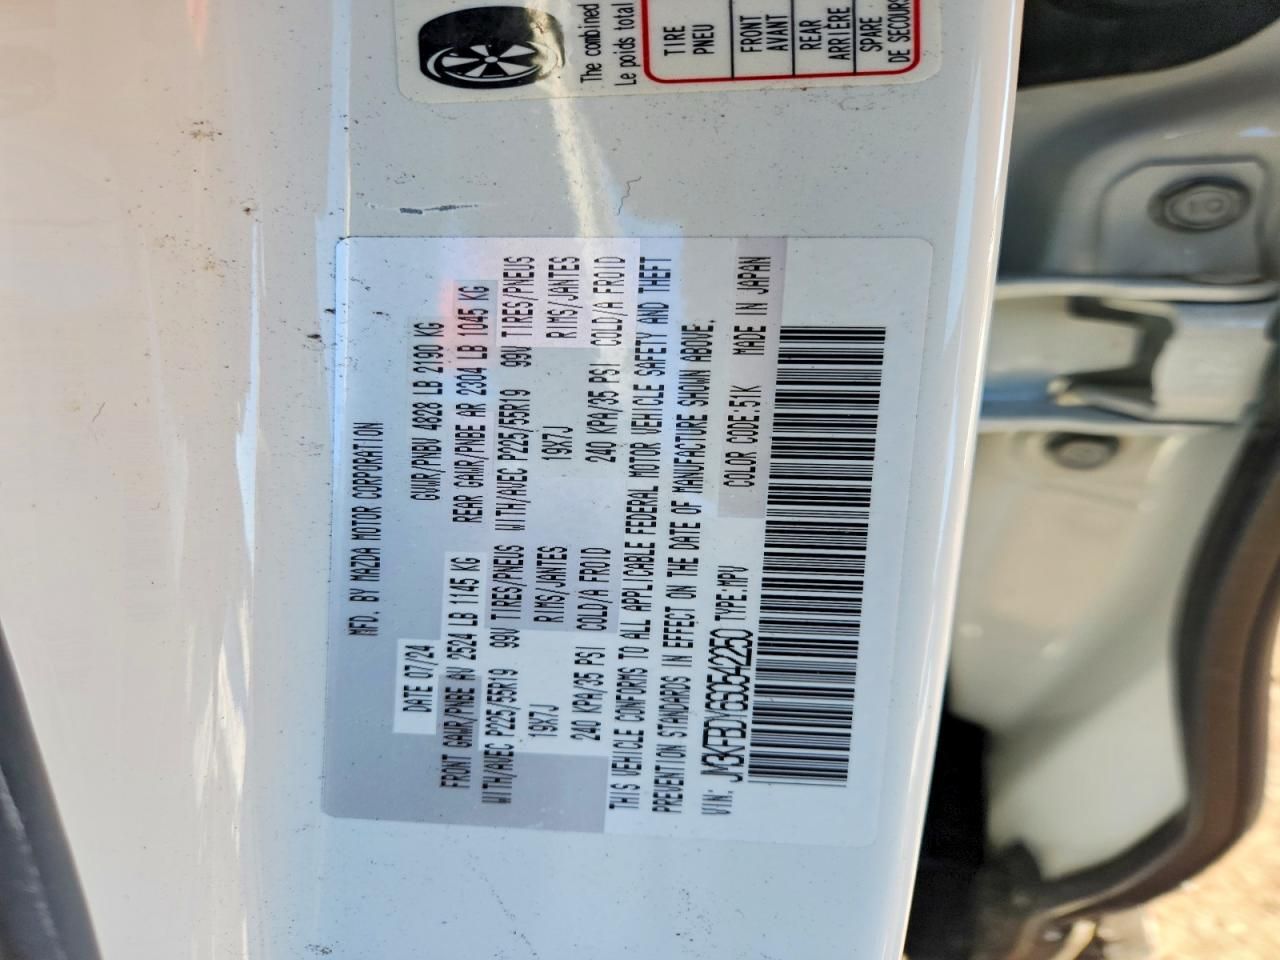 The combined
Le poids total
TIRE
PNEU
FRONT
AVANT
REAR
ARRIÈRE
SPARE
DE SECOURS
MFD. BY MAZDA MOTOR CORPORATION
DATE 07/24 GVWR/PNBV 4828 LB 2190 KG
FRONT GAWR/PNBE AV 2524 LB 1145 KG REAR GAWR/PNBE AR 2304 LB 1045 KG
WITH/AVEC P225/55R19 99V TIRES/PNEUS WITH/AVEC P225/55R19 99V TIRES/PNEUS
19X7J RIMS/JANTES 19X7J RIMS/JANTES
240 KPA/35 PSI COLD/A FROID 240 KPA/35 PSI COLD/A FROID
THIS VEHICLE CONFORMS TO ALL APPLICABLE FEDERAL MOTOR VEHICLE SAFETY AND THEFT
PREVENTION STANDARDS IN EFFECT ON THE DATE OF MANUFACTURE SHOWN ABOVE.
VIN: JM3KFBDY6S0542250 TYPE:MPV COLOR CODE:51K MADE IN JAPAN